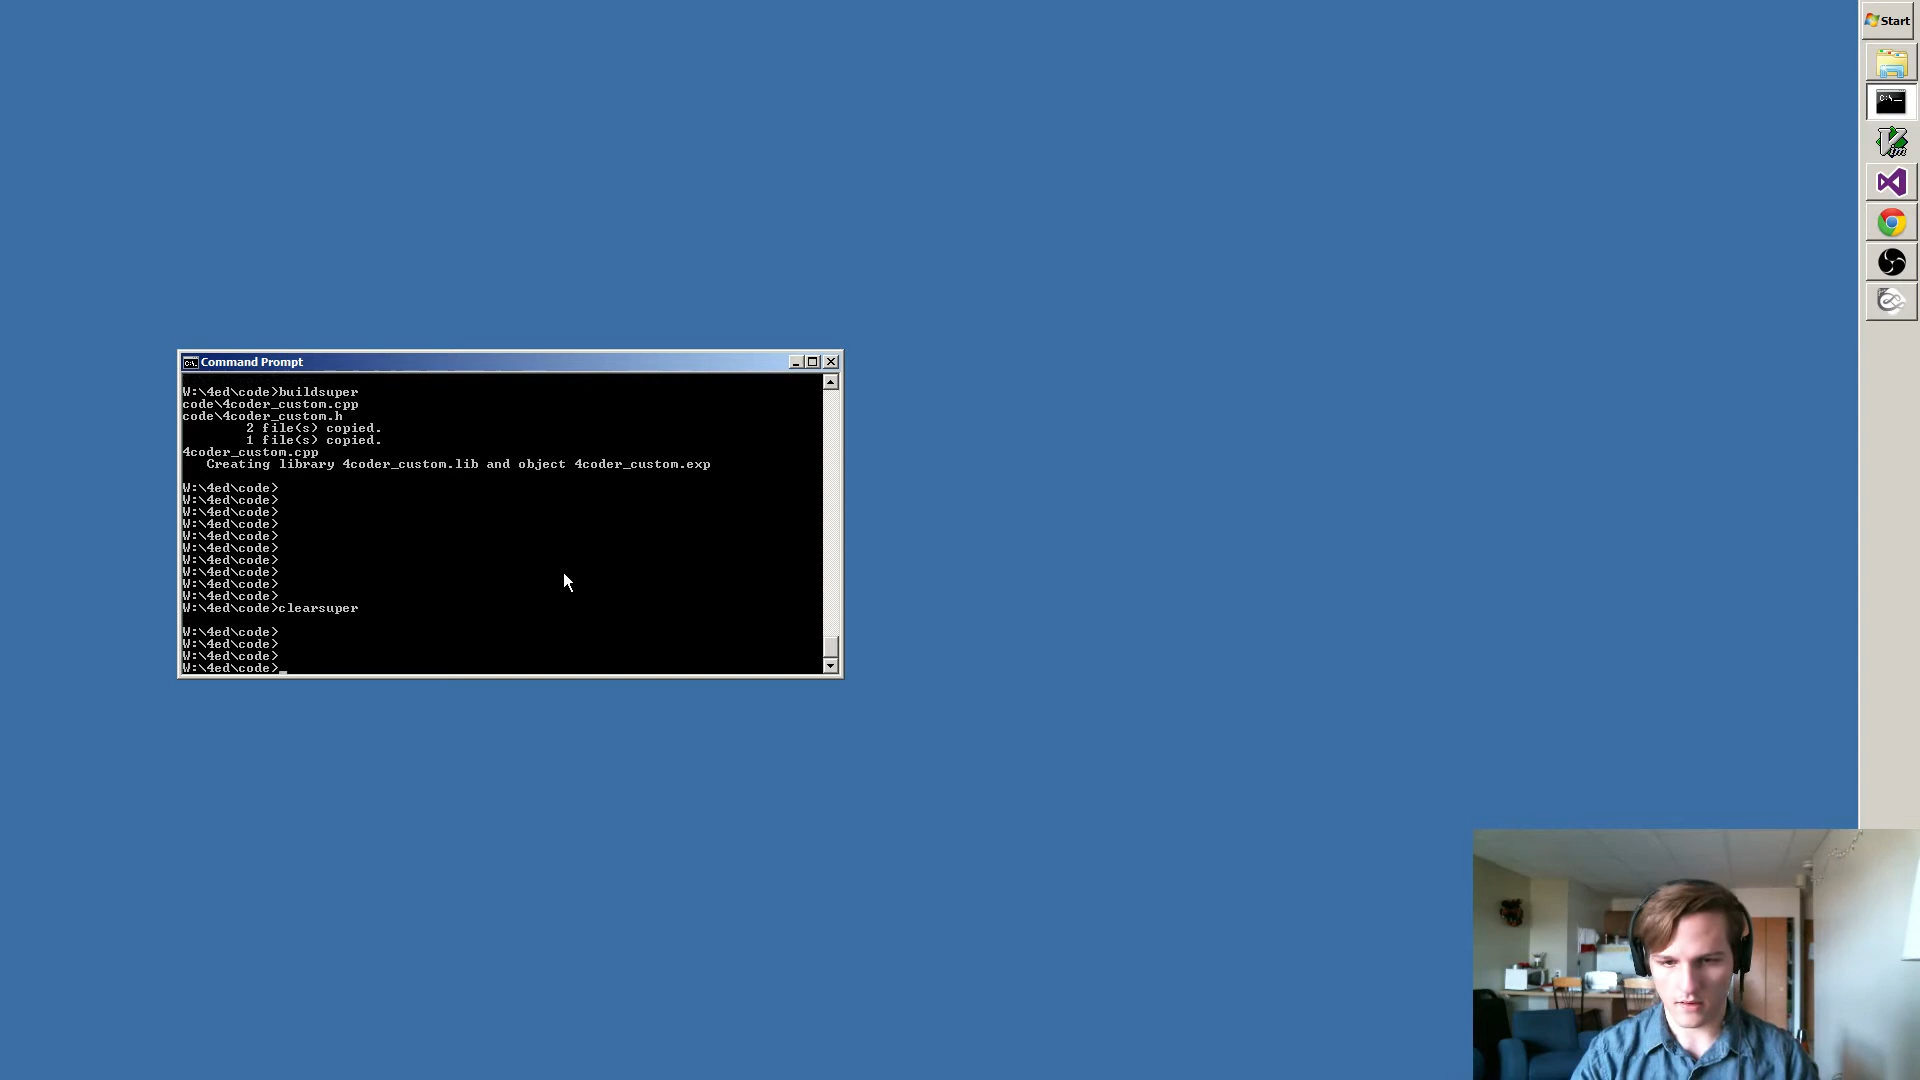 Start
Command Prompt
W:\4ed\code>buildsuper
code\4coder_custom.cpp
code\4coder_custom.h
2 file(s) copied.
1 file(s) copied.
4coder_custom.cpp
Creating library 4coder_custom.lib and object 4coder_custom.exp
W:\4ed\code>
W:\4ed\code>
W:\4ed\code>
W:\4ed\code>
W:\4ed\code>
W:\4ed\code>
W:\4ed\code>
W:\4ed\code>
W:\4ed\code>
W:\4ed\code>
W:\4ed\code>clearsuper
W:\4ed\code>
W:\4ed\code>
W:\4ed\code>
W:\4ed\code>_